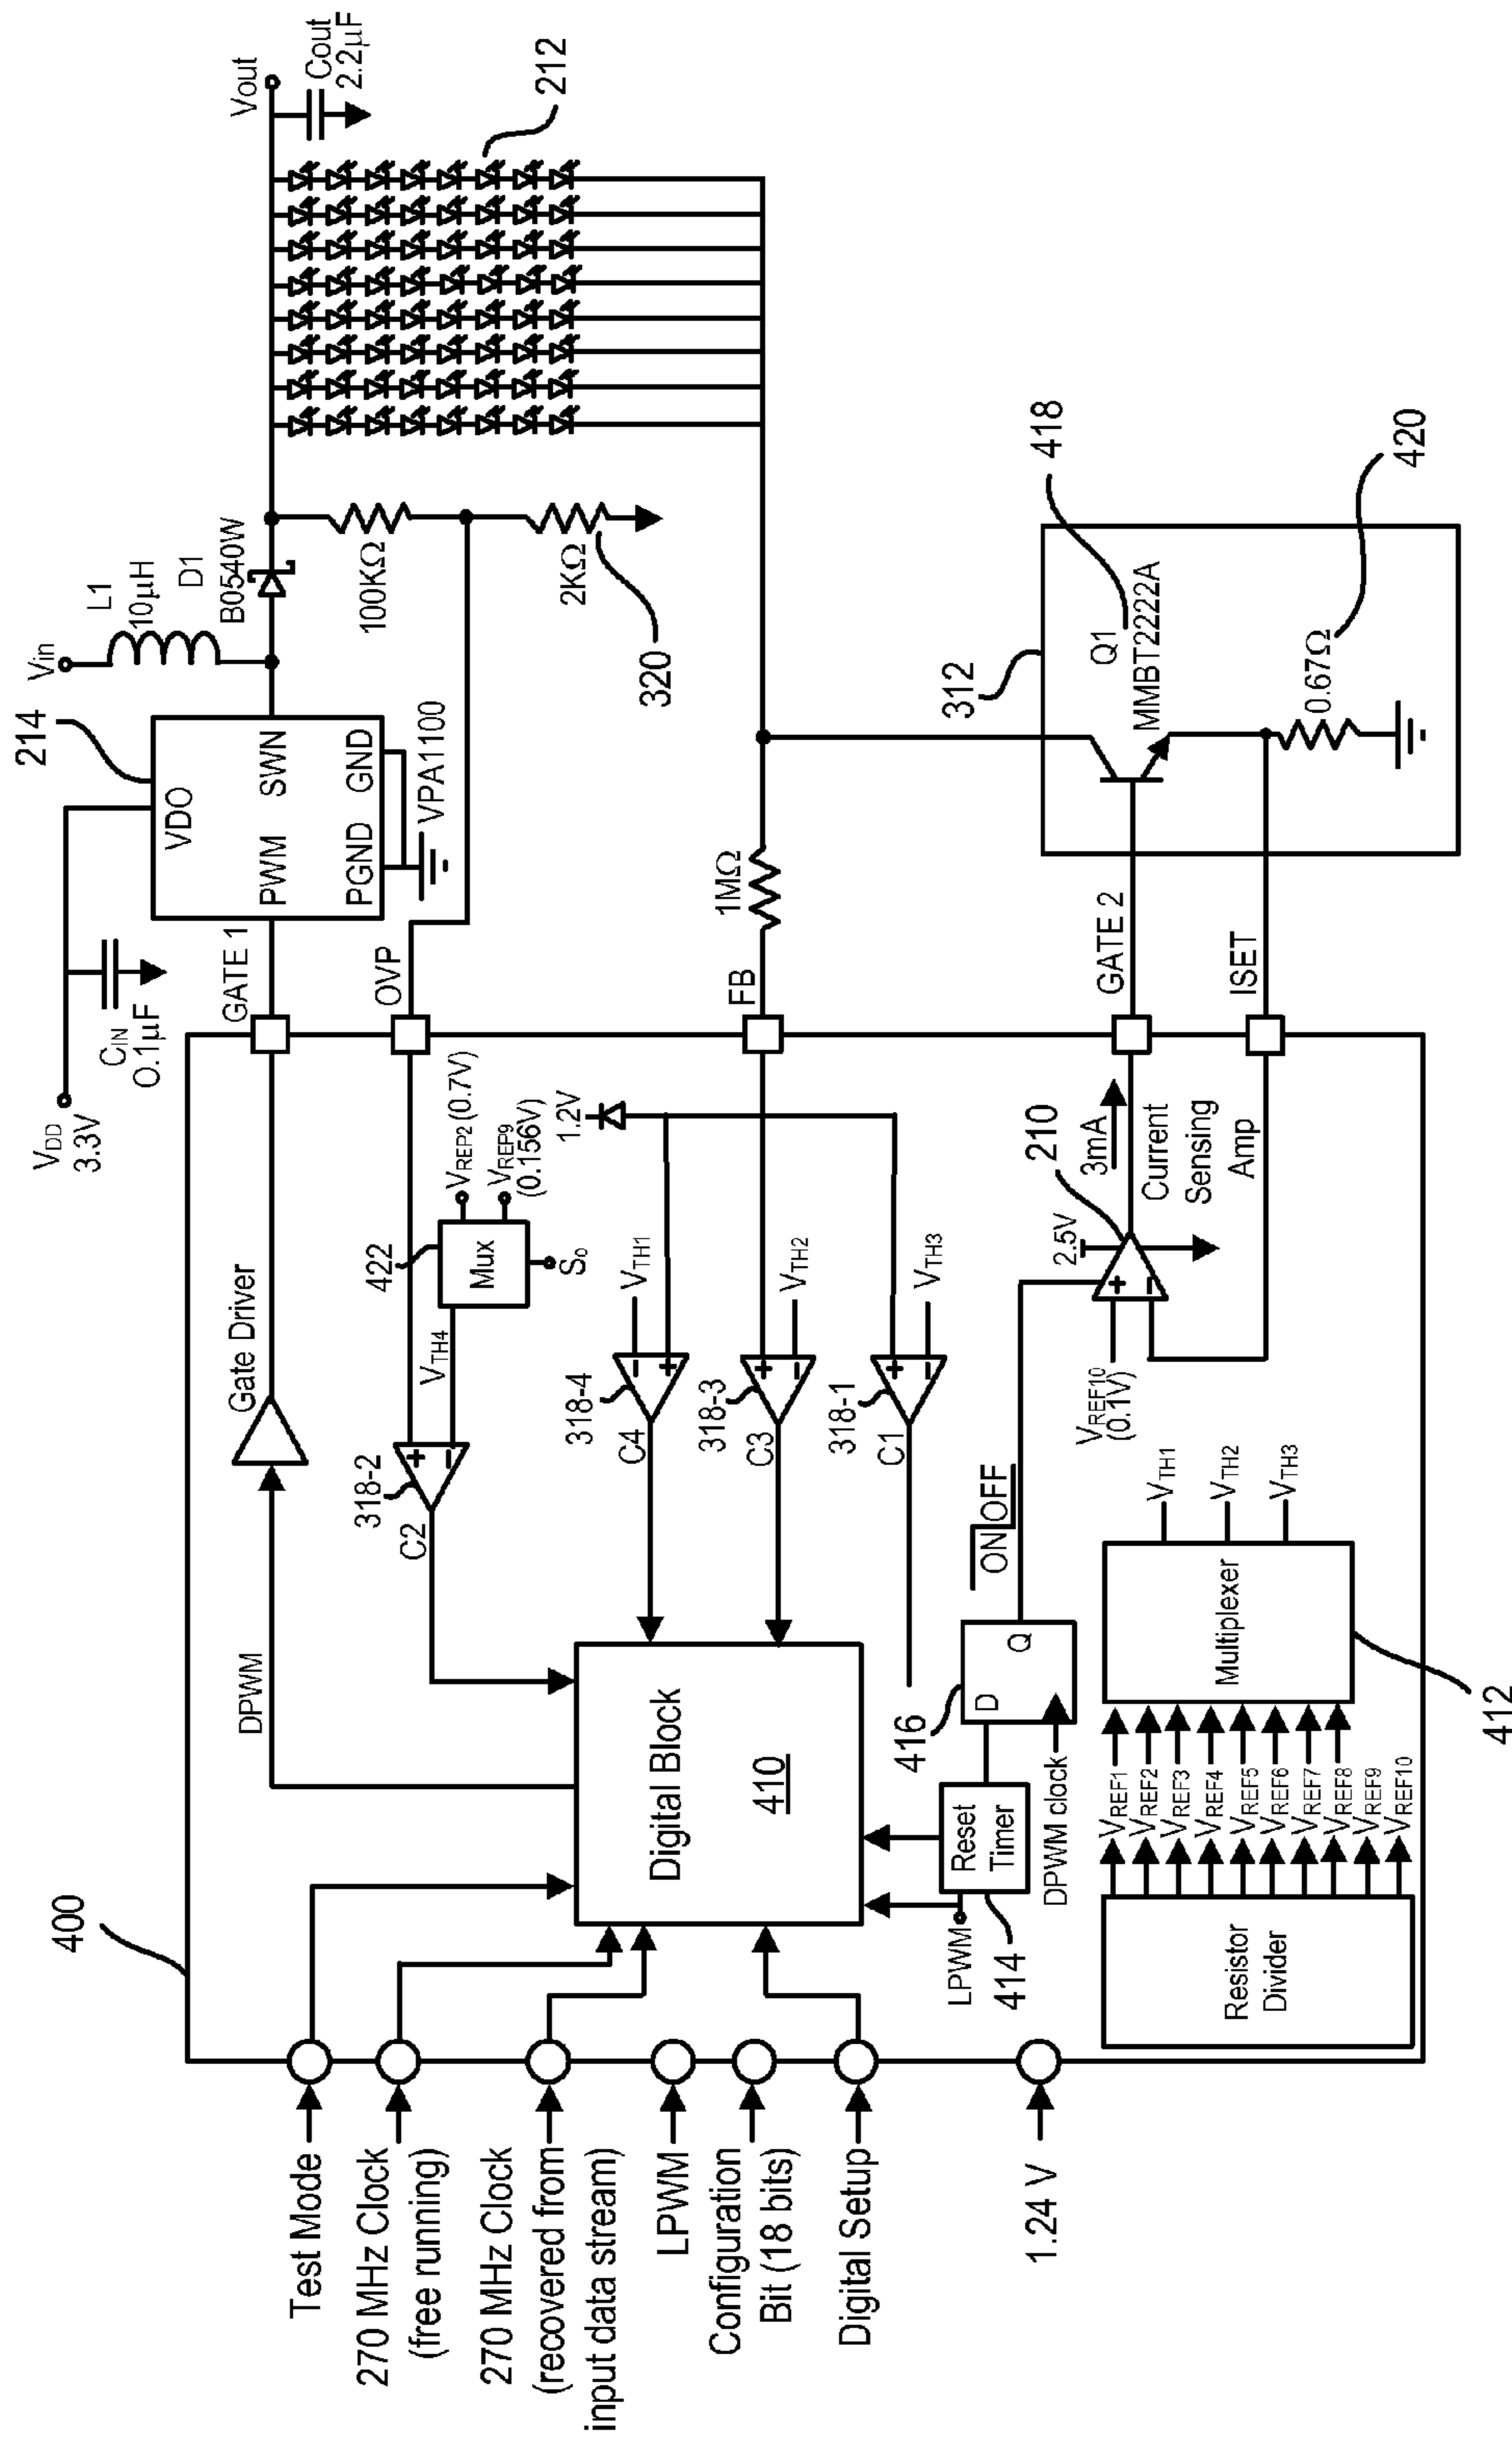 400
Test Mode
270 MHz Clock
(free running)
270 MHz Clock
(recovered from
input data stream)
LPWM
Configuration
Bit (18 bits)
Digital Setup
1.24 V
DPWM
Gate Driver
GATE 1
VDD
3.3V
CIN
0.1µF
214
VDO
PWM SWN
PGND GND
VPA1100
Vin
L1
10µH
D1
B0540W
Vout
Cout
2.2µF
212
100KΩ
2KΩ
320
OVP
318-2
C2
VTH4
422
Mux
VREP2 (0.7V)
VREP9
(0.156V)
S0
1.2V
318-4
C4
VTH1
318-3
C3
VTH2
318-1
C1
VTH3
FB
1MΩ
Digital Block
410
Reset
Timer
LPWM
414
416
D
Q
DPWM clock
ON OFF
VREF10
(0.1V)
2.5V
210
3mA
Current
Sensing
Amp
GATE 2
ISET
312
Q1
MMBT2222A
418
0.67Ω
420
Resistor
Divider
VREF1
VREF2
VREF3
VREF4
VREF5
VREF6
VREF7
VREF8
VREF9
VREF10
Multiplexer
412
VTH1
VTH2
VTH3
+
−
−
+
+
−
+
−
+
−